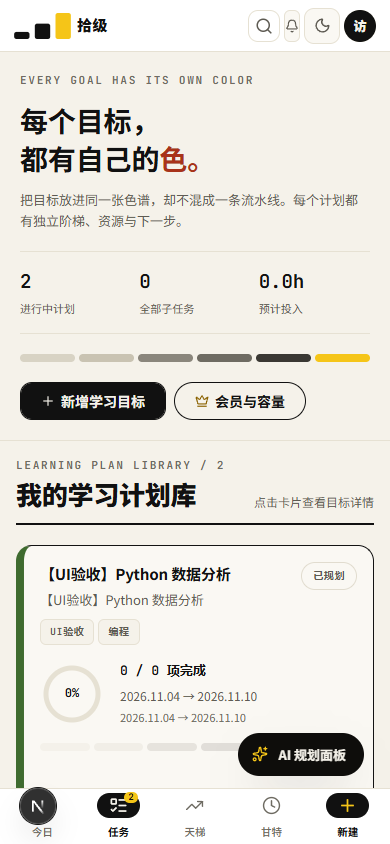 拾级
访
EVERY GOAL HAS ITS OWN COLOR
每个目标，
都有自己的色。
把目标放进同一张色谱，却不混成一条流水线。每个计划都
有独立阶梯、资源与下一步。
2
0
0.0h
进行中计划
全部子任务
预计投入
新增学习目标
会员与容量
LEARNING PLAN LIBRARY / 2
我的学习计划库
点击卡片查看目标详情
【UI验收】Python 数据分析
已规划
【UI验收】Python 数据分析
UI验收
编程
0%
0 / 0 项完成
2026.11.04 → 2026.11.10
2026.11.04 → 2026.11.10
AI 规划面板
N
2
今日
任务
天梯
甘特
新建